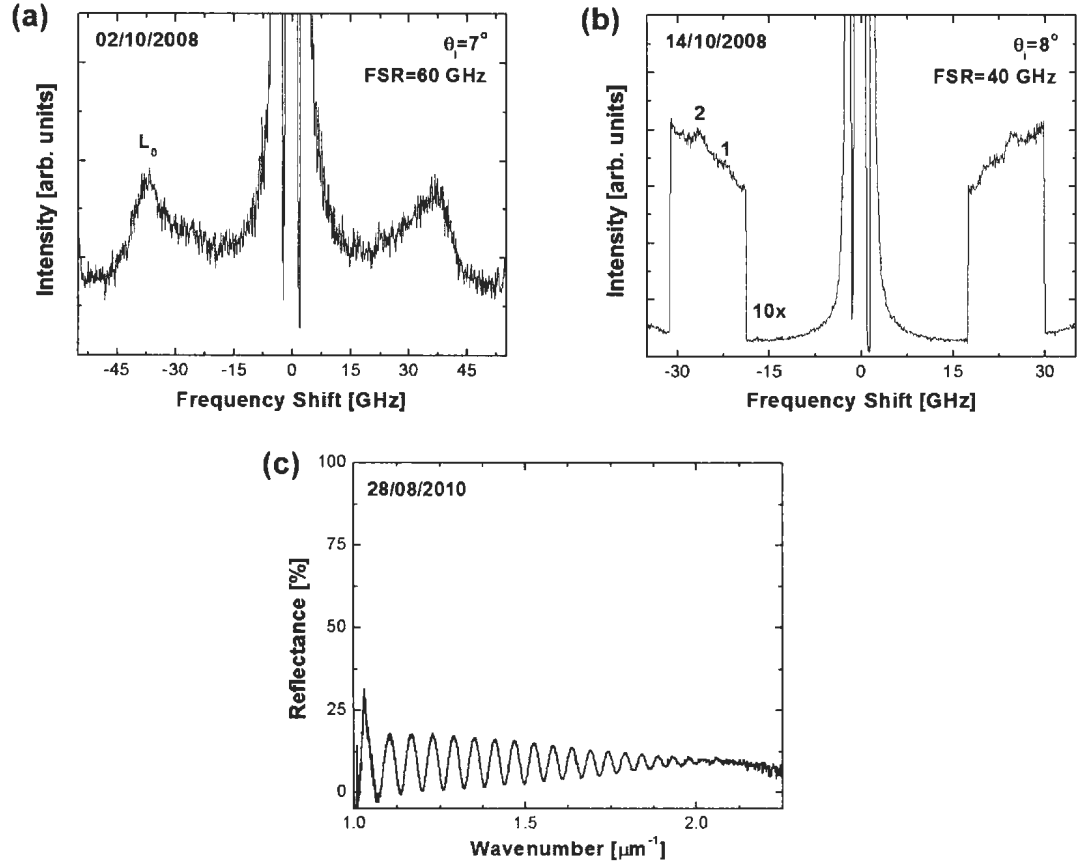 (a)
02/10/2008
θi=7°
FSR=60 GHz
L0
Intensity [arb. units]
-45 -30 -15 0 15 30 45
Frequency Shift [GHz]
(b)
14/10/2008
θi=8°
FSR=40 GHz
2
1
10x
Intensity [arb. units]
-30 -15 0 15 30
Frequency Shift [GHz]
(c)
28/08/2010
100
75
50
25
0
Reflectance [%]
1.0 1.5 2.0
Wavenumber [μm⁻¹]